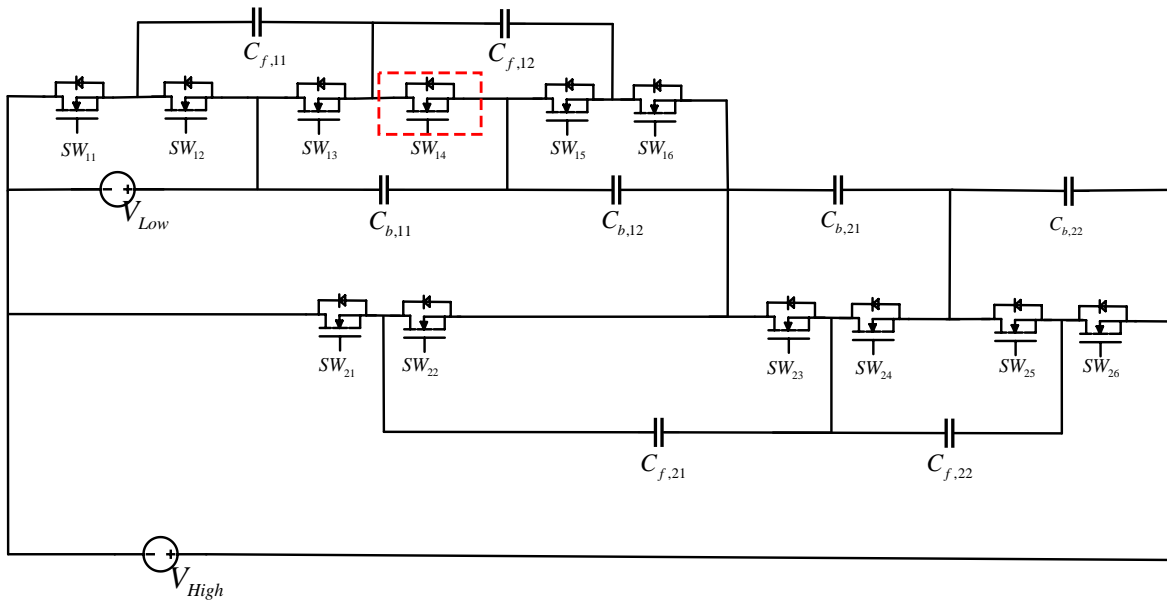 C_{f,11}
C_{f,12}
SW_{11}
SW_{12}
SW_{13}
SW_{14}
SW_{15}
SW_{16}
- +
V_{Low}
C_{b,11}
C_{b,12}
C_{b,21}
C_{b,22}
SW_{21}
SW_{22}
SW_{23}
SW_{24}
SW_{25}
SW_{26}
C_{f,21}
C_{f,22}
- +
V_{High}